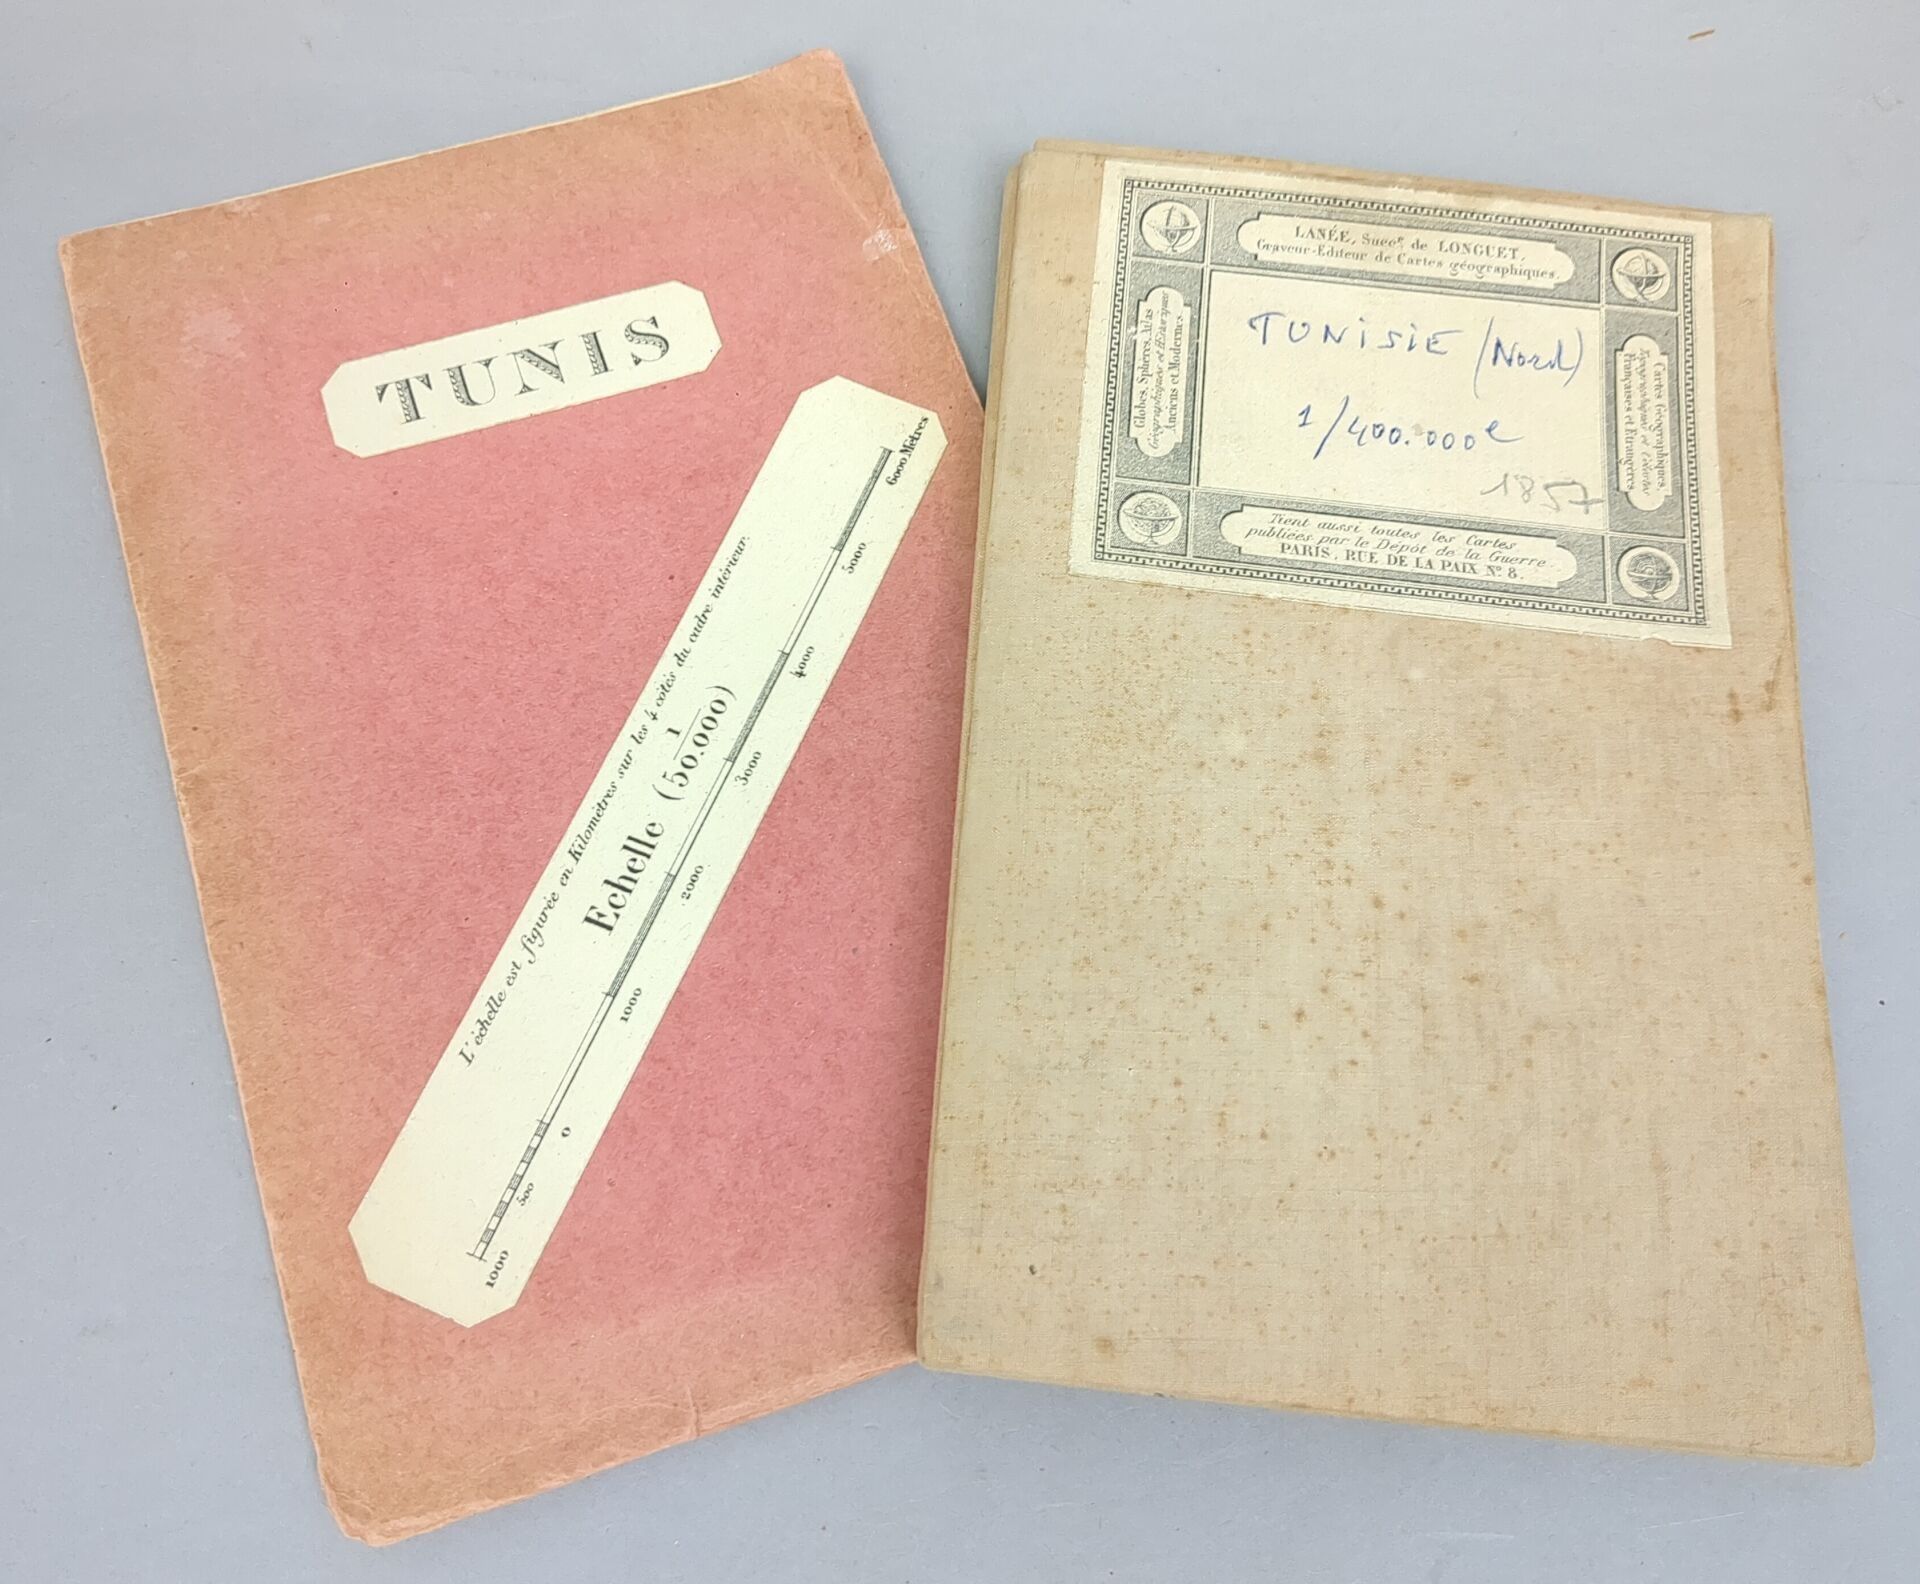 TUNIS
L'échelle est figurée en Kilomètres sur les 4 côtés du cadre intérieur.
Echelle (1/50.000)
1000 500 0 1000 2000 3000 4000 5000 6000 Mètres
LANÉE, Succr. de LONGUET,
Graveur-Editeur de Cartes géographiques.
Globes, Sphères, Atlas
Géographiques et Historiques
Anciens et Modernes.
TUNISIE (Nord)
1/400.000e
1857
Cartes Géographiques,
Topographiques et
Françaises et Etrangères
Tient aussi toutes les Cartes
publiées par le Dépôt de la Guerre.
PARIS, RUE DE LA PAIX No. 8.